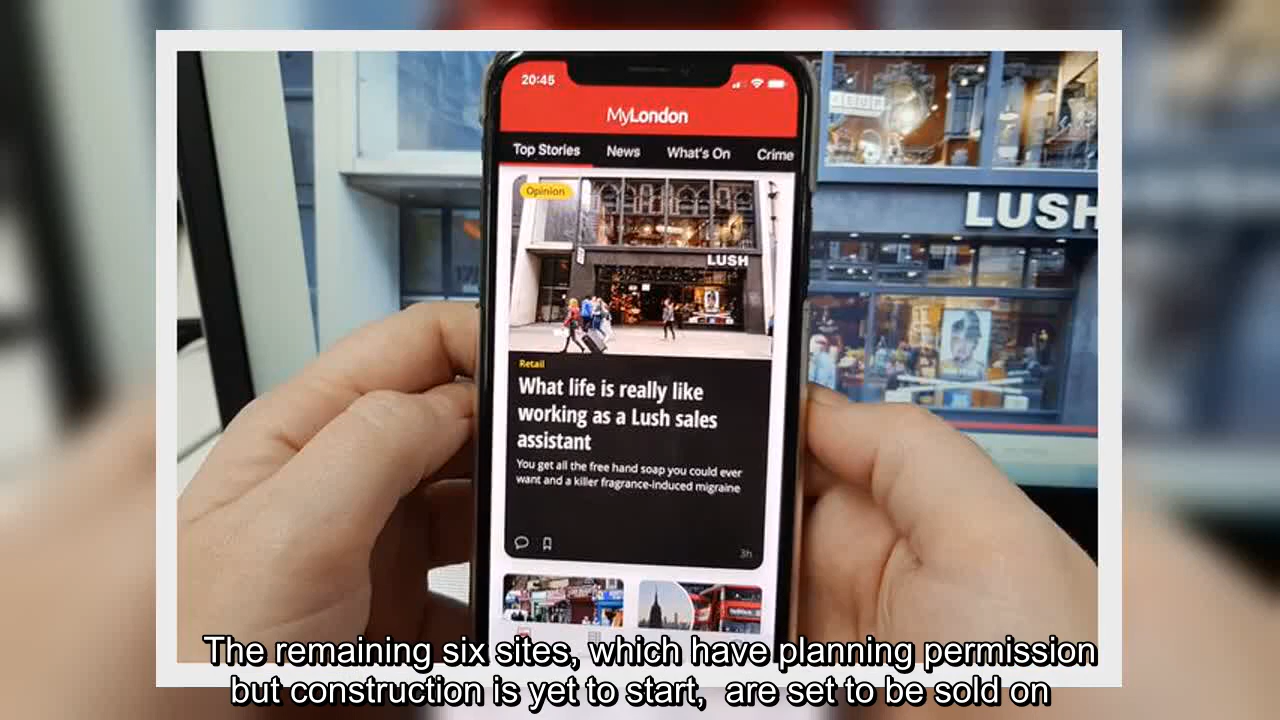 20:45
MyLondon
Top Stories News What's On Crime
Opinion
LUSH
LUSH
Retail
What life is really like
working as a Lush sales
assistant
You get all the free hand soap you could ever
want and a killer fragrance-induced migraine
3h
The remaining six sites, which have planning permission
but construction is yet to start, are set to be sold on